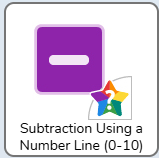 ?
Subtraction Using a
Number Line (0-10)